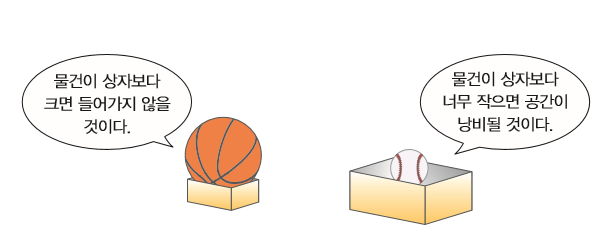 물건이 상자보다
크면 들어가지 않을
것이다.
물건이 상자보다
너무 작으면 공간이
낭비될 것이다.